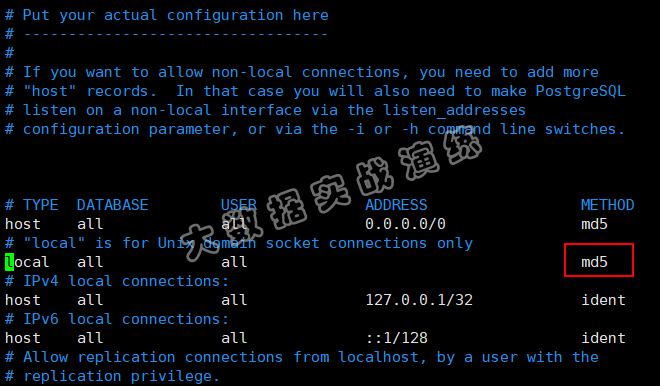 # Put your actual configuration here
# ----------------------------------
#
# If you want to allow non-local connections, you need to add more
# "host" records.  In that case you will also need to make PostgreSQL
# listen on a non-local interface via the listen_addresses
# configuration parameter, or via the -i or -h command line switches.
# TYPE  DATABASE        USER            ADDRESS                 METHOD
host    all             all             0.0.0.0/0               md5
# "local" is for Unix domain socket connections only
local   all             all                                     md5
# IPv4 local connections:
host    all             all             127.0.0.1/32            ident
# IPv6 local connections:
host    all             all             ::1/128                 ident
# Allow replication connections from localhost, by a user with the
# replication privilege.
大数据实战演练